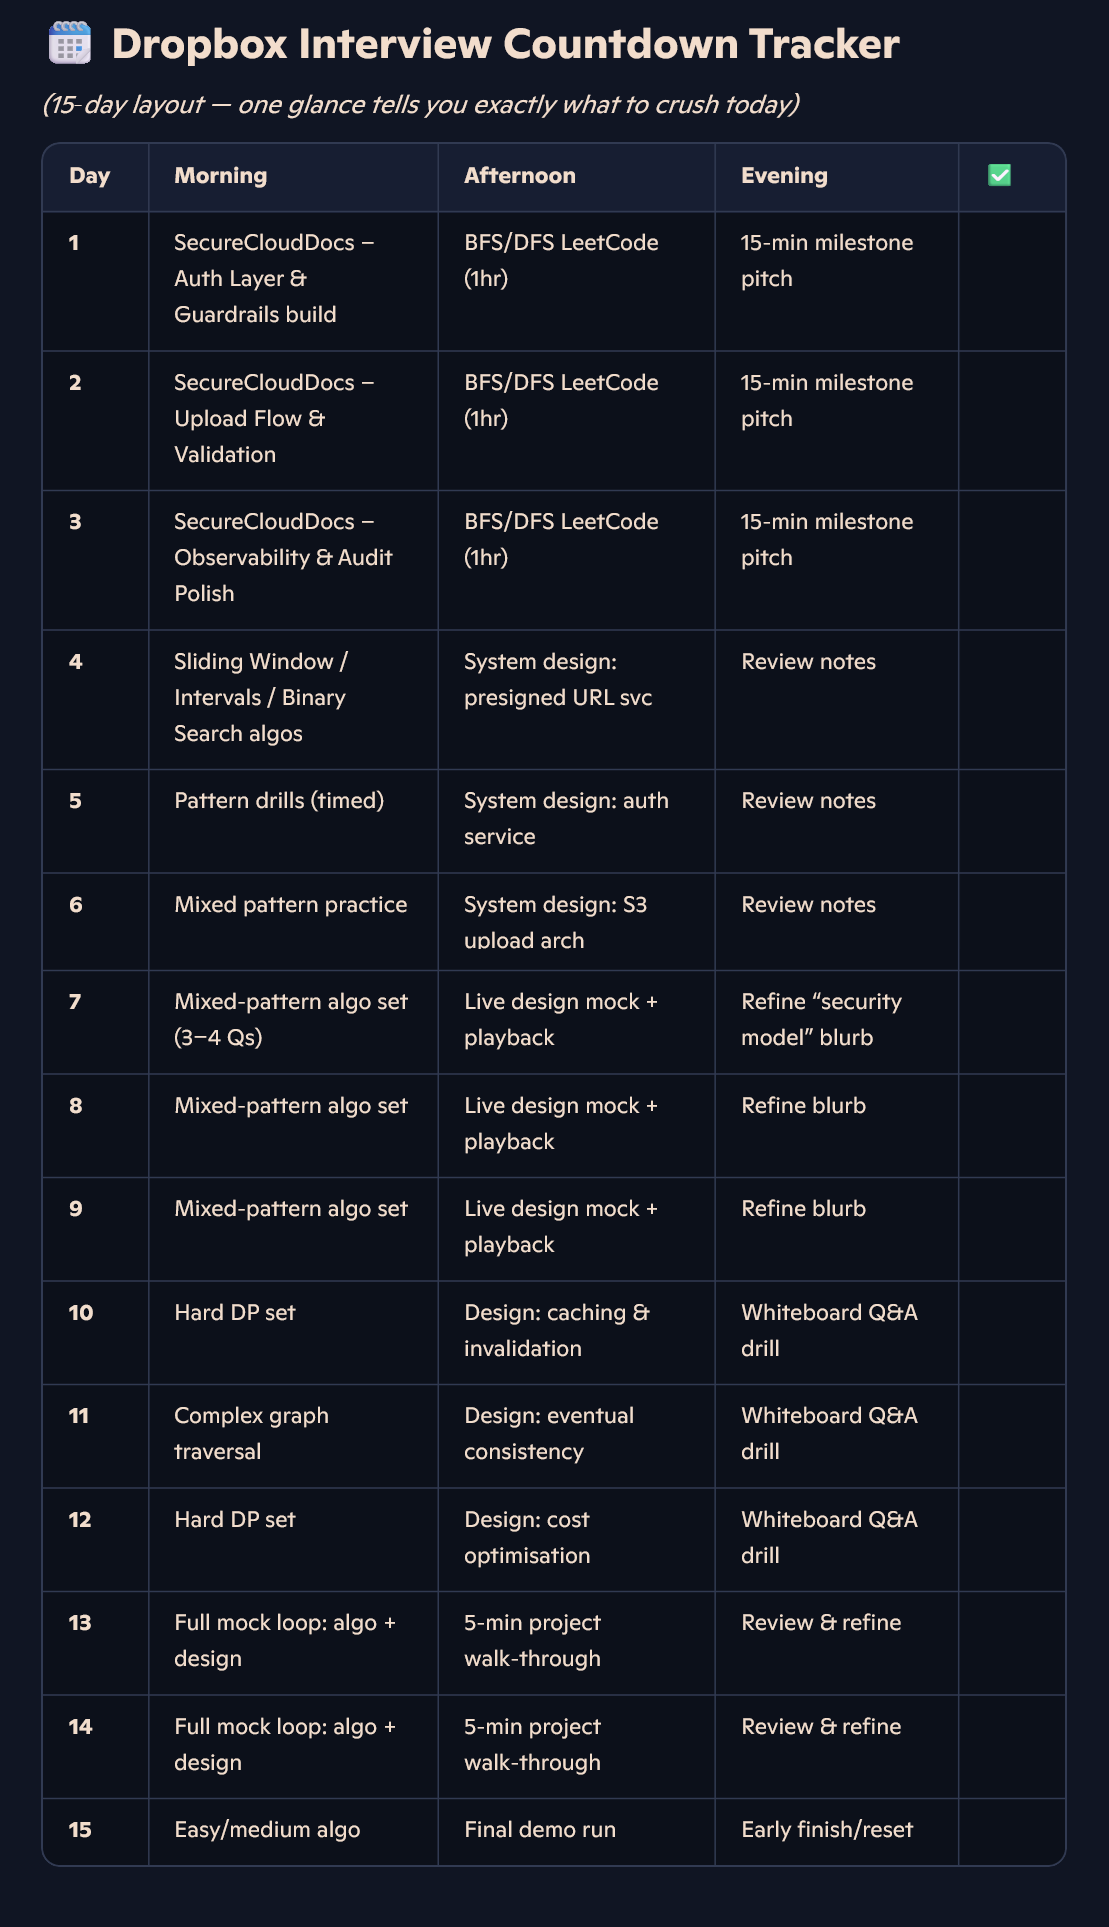 Dropbox Interview Countdown Tracker
(15-day layout — one glance tells you exactly what to crush today)
Day Morning Afternoon Evening ✅
1 SecureCloudDocs – BFS/DFS LeetCode 15-min milestone
Auth Layer & (1hr) pitch
Guardrails build
2 SecureCloudDocs – BFS/DFS LeetCode 15-min milestone
Upload Flow & (1hr) pitch
Validation
3 SecureCloudDocs – BFS/DFS LeetCode 15-min milestone
Observability & Audit (1hr) pitch
Polish
4 Sliding Window / System design: Review notes
Intervals / Binary presigned URL svc
Search algos
5 Pattern drills (timed) System design: auth Review notes
service
6 Mixed pattern practice System design: S3 Review notes
upload arch
7 Mixed-pattern algo set Live design mock + Refine “security
(3–4 Qs) playback model” blurb
8 Mixed-pattern algo set Live design mock + Refine blurb
playback
9 Mixed-pattern algo set Live design mock + Refine blurb
playback
10 Hard DP set Design: caching & Whiteboard Q&A
invalidation drill
11 Complex graph Design: eventual Whiteboard Q&A
traversal consistency drill
12 Hard DP set Design: cost Whiteboard Q&A
optimisation drill
13 Full mock loop: algo + 5-min project Review & refine
design walk-through
14 Full mock loop: algo + 5-min project Review & refine
design walk-through
15 Easy/medium algo Final demo run Early finish/reset